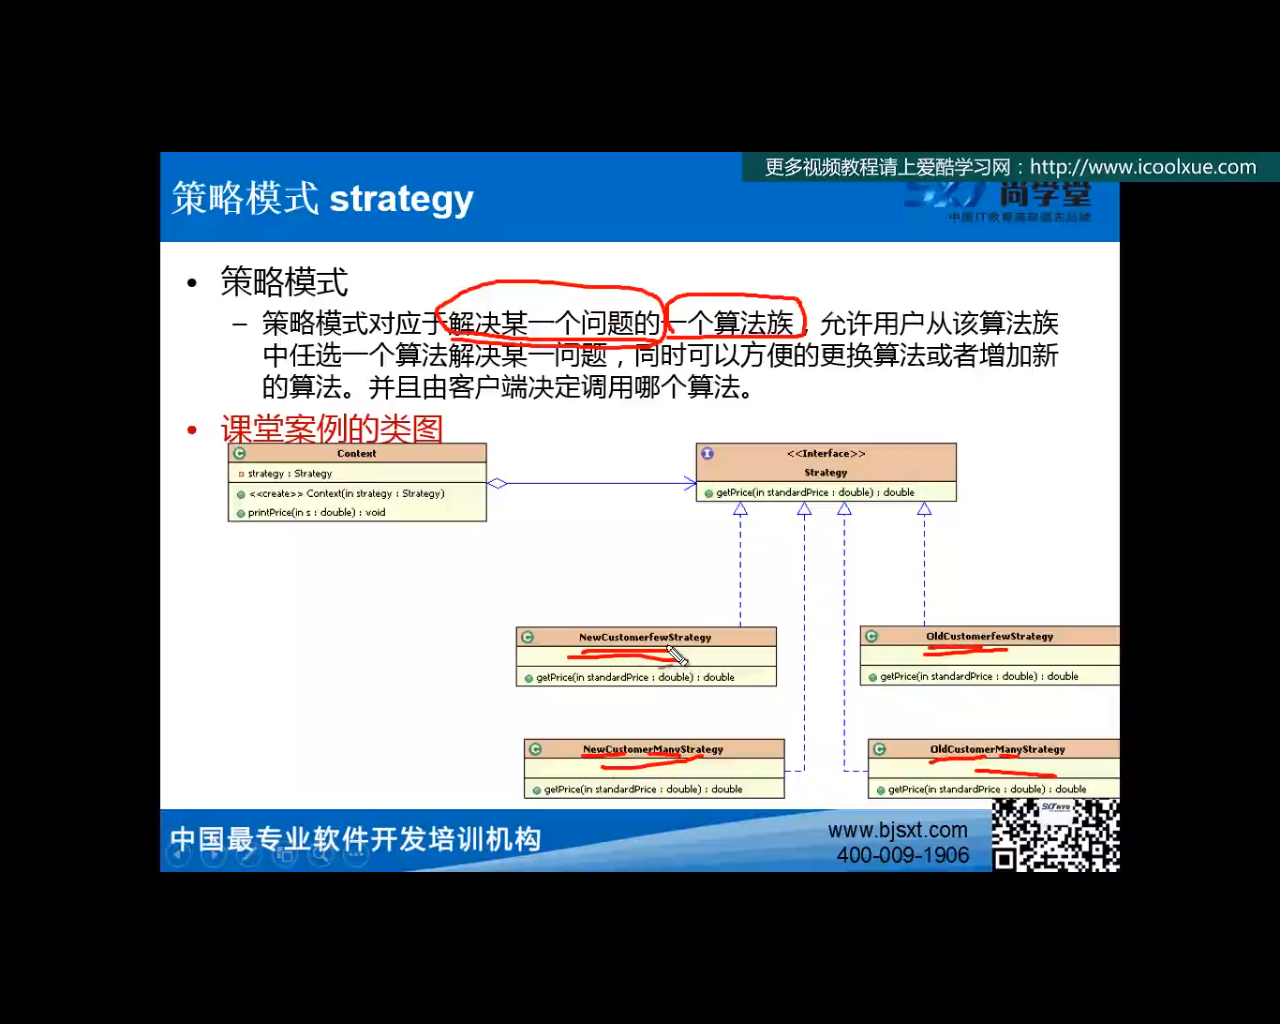 更多视频教程请上爱酷学习网：http://www.icoolxue.com
策略模式 strategy
尚学堂
中国IT教育高端领先品牌
• 策略模式
– 策略模式对应于解决某一个问题的一个算法族，允许用户从该算法族
中任选一个算法解决某一问题，同时可以方便的更换算法或者增加新
的算法。并且由客户端决定调用哪个算法。
• 课堂案例的类图
Context
strategy : Strategy
<<create>> Context(in strategy : Strategy)
printPrice(in s : double) : void
<<Interface>>
Strategy
getPrice(in standardPrice : double) : double
NewCustomerfewStrategy
getPrice(in standardPrice : double) : double
OldCustomerfewStrategy
getPrice(in standardPrice : double) : double
NewCustomerManyStrategy
getPrice(in standardPrice : double) : double
OldCustomerManyStrategy
getPrice(in standardPrice : double) : double
中国最专业软件开发培训机构
www.bjsxt.com
400-009-1906